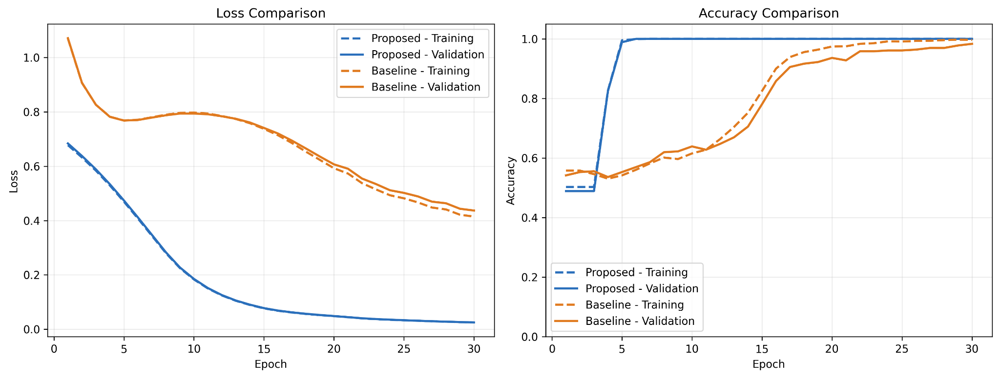 Loss Comparison
1.0
0.8
0.6
0.4
0.2
0.0
Loss
Proposed - Training
Proposed - Validation
Baseline - Training
Baseline - Validation
0 5 10 15 20 25 30
Epoch
Accuracy Comparison
1.0
0.8
0.6
0.4
0.2
0.0
Accuracy
Proposed - Training
Proposed - Validation
Baseline - Training
Baseline - Validation
0 5 10 15 20 25 30
Epoch